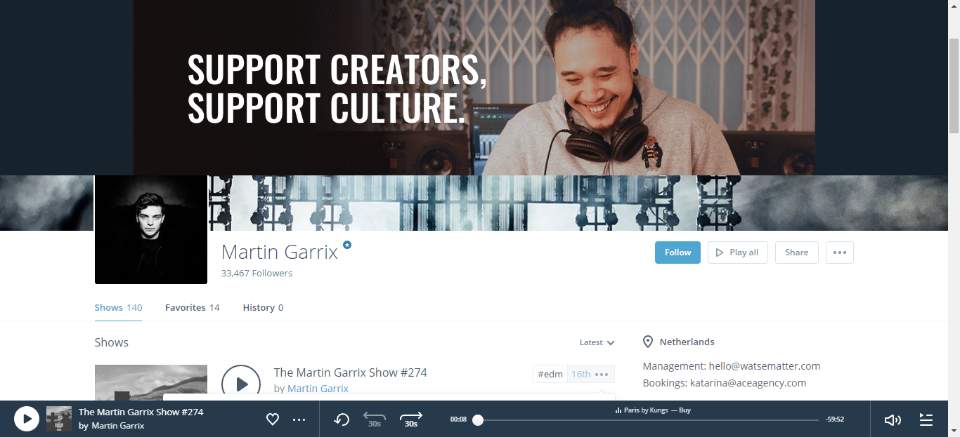 SUPPORT CREATORS,
SUPPORT CULTURE.
Martin Garrix
33,467 Followers
Follow
Play all
Share
Shows 140
Favorites 14
History 0
Shows
Latest
Netherlands
Management: hello@watsematter.com
Bookings: katarina@aceagency.com
The Martin Garrix Show #274
by Martin Garrix
#edm
16th
The Martin Garrix Show #274
by Martin Garrix
30s
30s
00:08
Paris by Kungs — Buy
-59:52